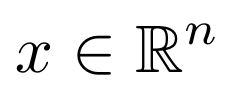 x ∈ ℝⁿ